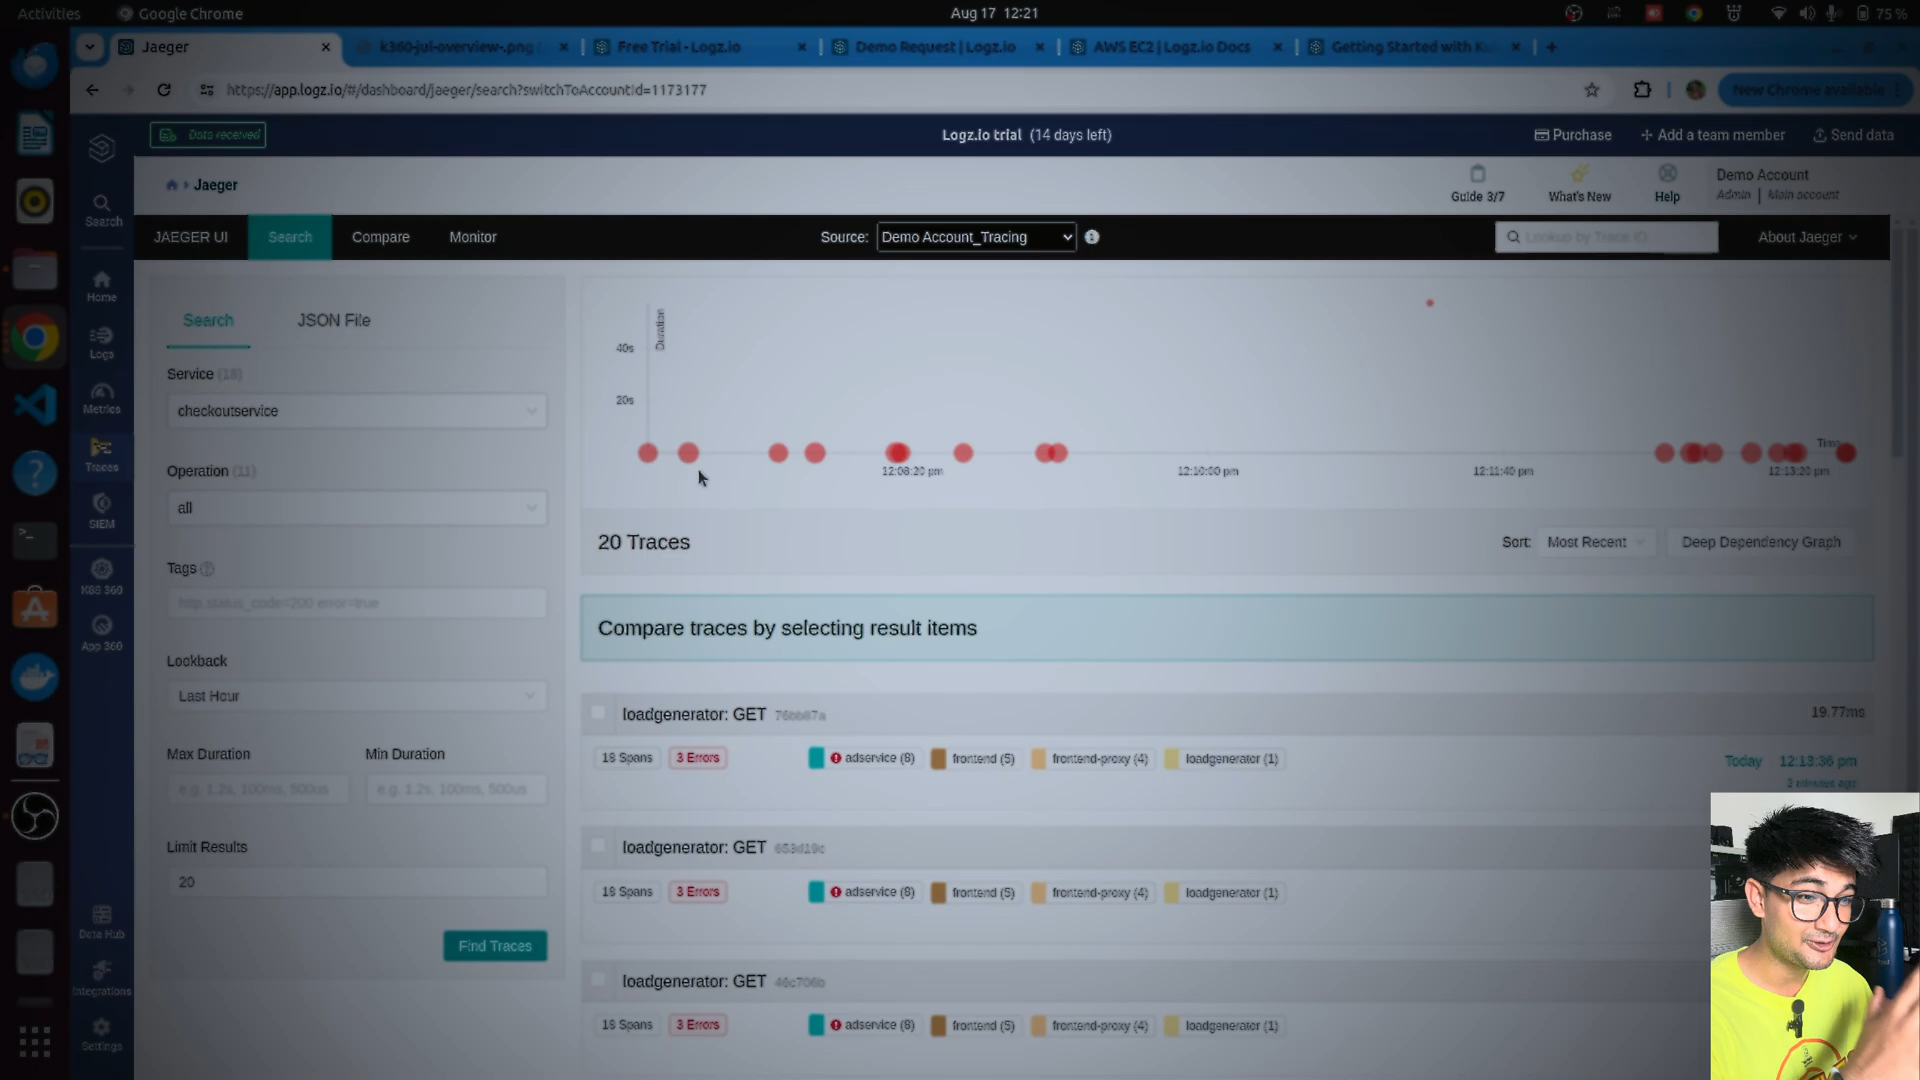 Activities
Google Chrome
Aug 17 12:21
75 %
Jaeger
k360-jul-overview-.png
Free Trial - Logz.io
Demo Request | Logz.io
AWS EC2 | Logz.io Docs
Getting Started with Ku
https://app.logz.io/#/dashboard/jaeger/search?switchToAccountId=1173177
New Chrome available
Data received
Logz.io trial (14 days left)
Purchase
Add a team member
Send data
Jaeger
Guide 3/7
What's New
Help
Demo Account
Admin | Main account
JAEGER UI
Search
Compare
Monitor
Source: Demo Account_Tracing
Lookup by Trace ID
About Jaeger
Search
Home
Logs
Metrics
Traces
SIEM
K8S 360
App 360
Data Hub
Integrations
Settings
Search
JSON File
Service (18)
checkoutservice
Operation (11)
all
Tags
http.status_code=200 error=true
Lookback
Last Hour
Max Duration
Min Duration
e.g. 1.2s, 100ms, 500us
e.g. 1.2s, 100ms, 500us
Limit Results
20
Find Traces
Duration
40s
20s
Time
12:08:20 pm
12:10:00 pm
12:11:40 pm
12:13:20 pm
20 Traces
Sort: Most Recent
Deep Dependency Graph
Compare traces by selecting result items
loadgenerator: GET 76bb87a
19.77ms
18 Spans
3 Errors
adservice (8)
frontend (5)
frontend-proxy (4)
loadgenerator (1)
Today
12:13:36 pm
2 minutes ago
loadgenerator: GET 653d19c
18 Spans
3 Errors
adservice (8)
frontend (5)
frontend-proxy (4)
loadgenerator (1)
loadgenerator: GET 46c706b
18 Spans
3 Errors
adservice (8)
frontend (5)
frontend-proxy (4)
loadgenerator (1)